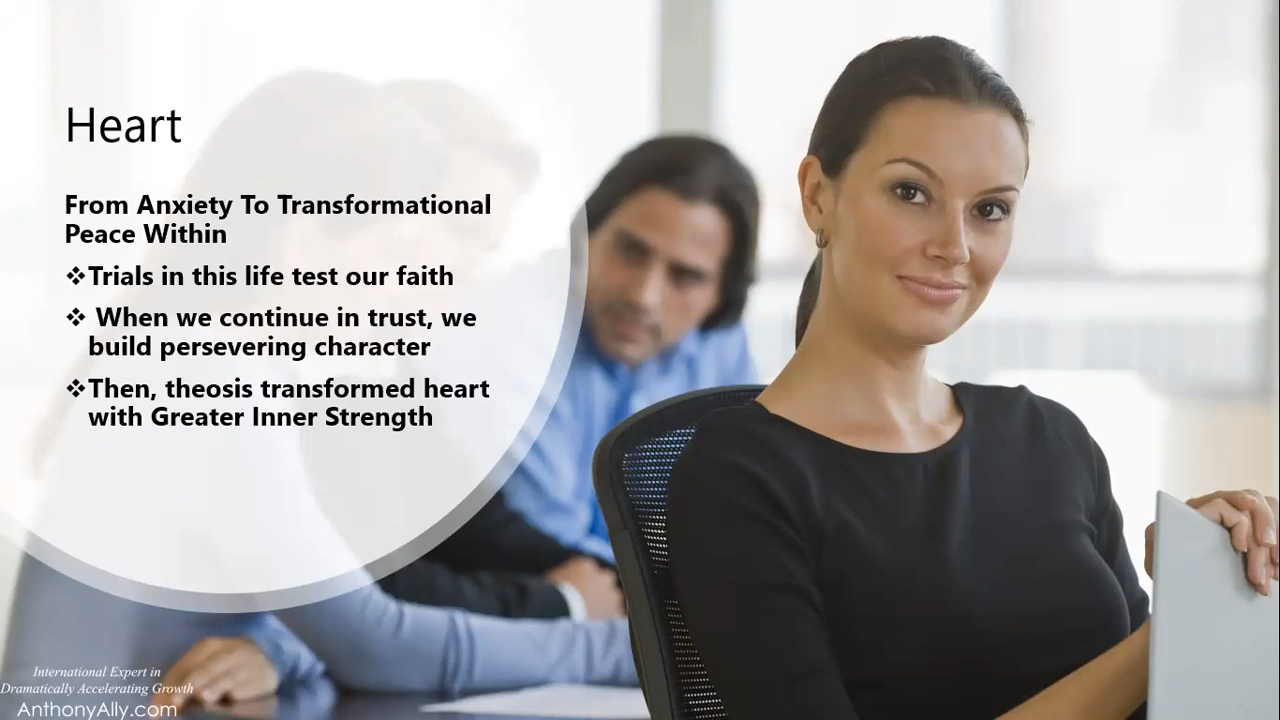 Heart
From Anxiety To Transformational
Peace Within
❖Trials in this life test our faith
❖ When we continue in trust, we
build persevering character
❖Then, theosis transformed heart
with Greater Inner Strength
International Expert in
Dramatically Accelerating Growth
AnthonyAlly.com